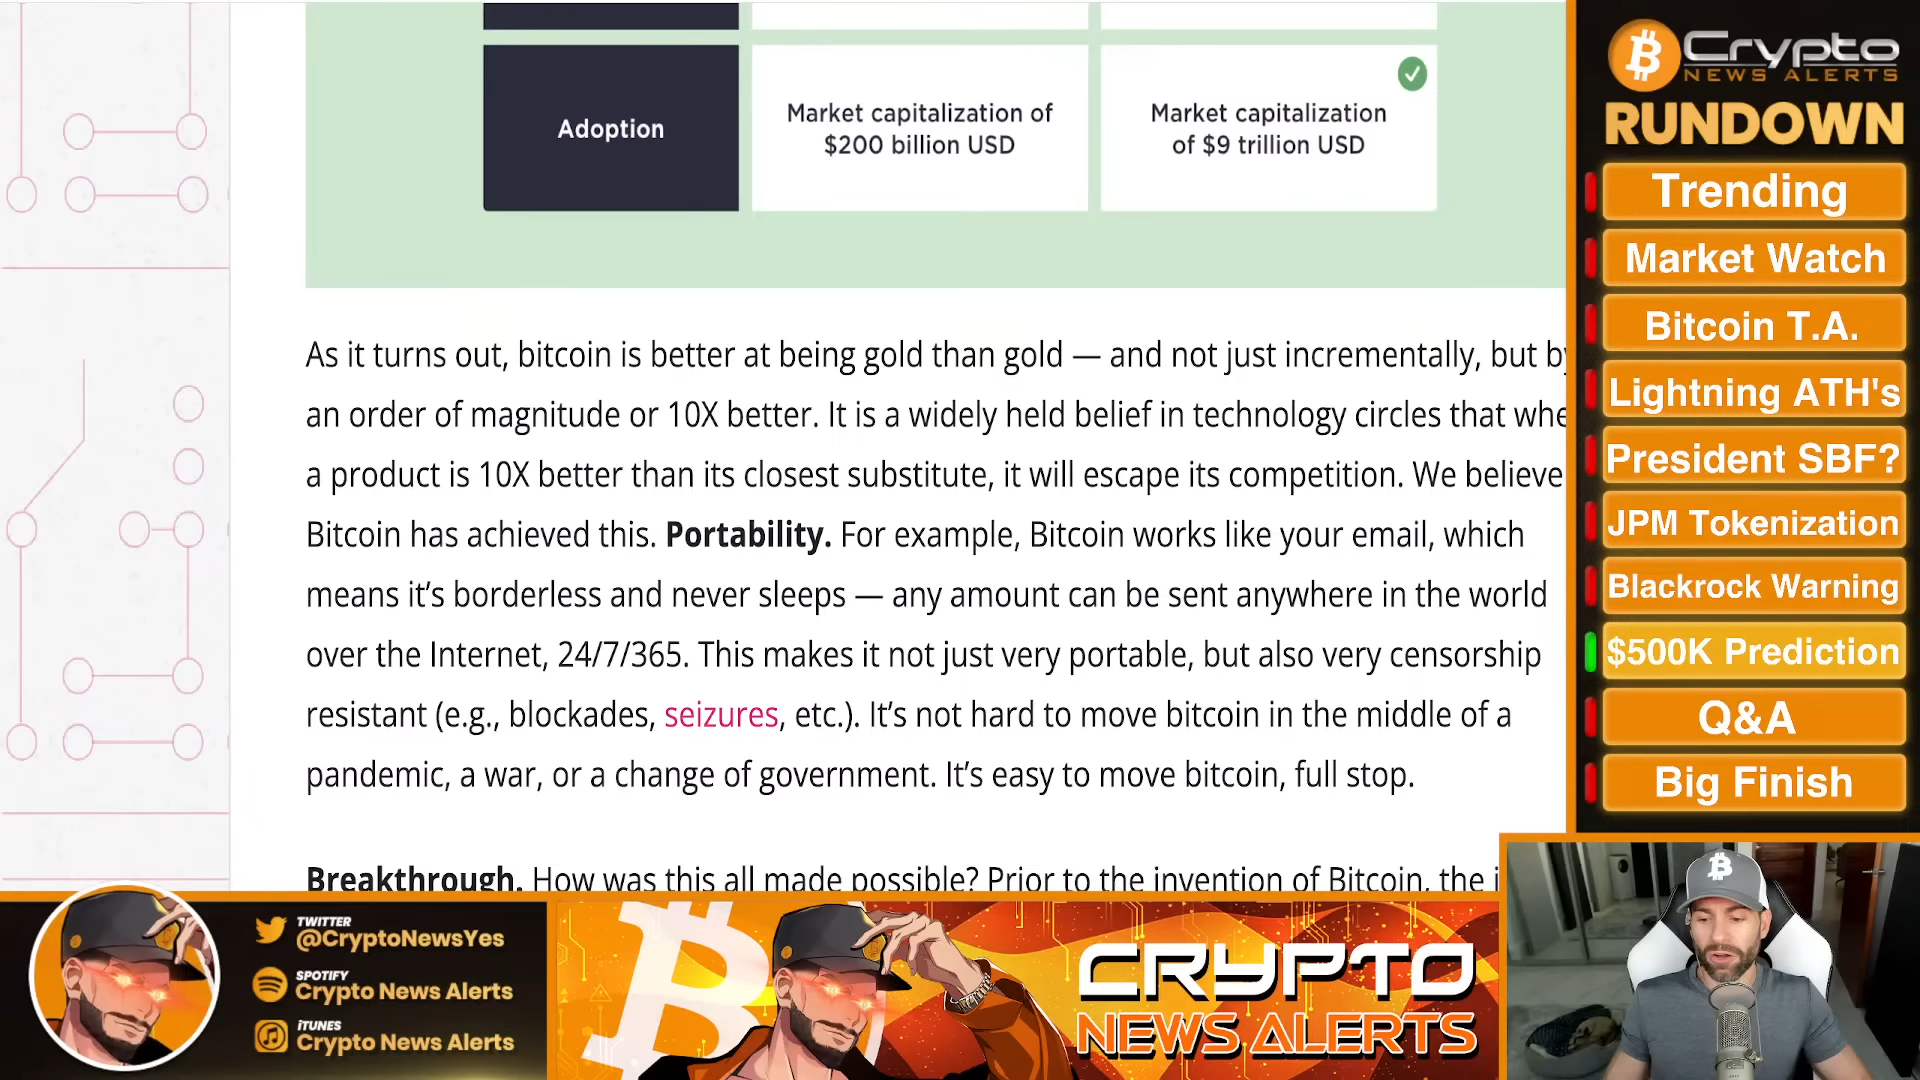 Adoption
Market capitalization of
$200 billion USD
Market capitalization
of $9 trillion USD
As it turns out, bitcoin is better at being gold than gold — and not just incrementally, but by
an order of magnitude or 10X better. It is a widely held belief in technology circles that whe
a product is 10X better than its closest substitute, it will escape its competition. We believe
Bitcoin has achieved this. Portability. For example, Bitcoin works like your email, which
means it’s borderless and never sleeps — any amount can be sent anywhere in the world
over the Internet, 24/7/365. This makes it not just very portable, but also very censorship
resistant (e.g., blockades, seizures, etc.). It’s not hard to move bitcoin in the middle of a
pandemic, a war, or a change of government. It’s easy to move bitcoin, full stop.
Breakthrough. How was this all made possible? Prior to the invention of Bitcoin, the i
Crypto
NEWS ALERTS
RUNDOWN
Trending
Market Watch
Bitcoin T.A.
Lightning ATH's
President SBF?
JPM Tokenization
Blackrock Warning
$500K Prediction
Q&A
Big Finish
TWITTER
@CryptoNewsYes
SPOTIFY
Crypto News Alerts
iTUNES
Crypto News Alerts
CRYPTO
NEWS ALERTS